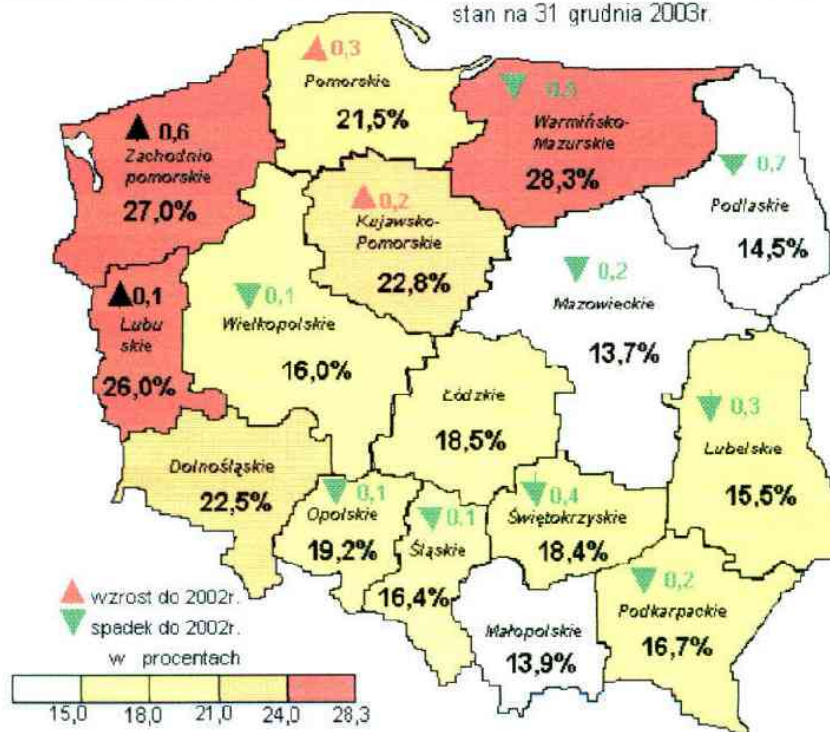 stan na 31 grudnia 2003r.
▲ 0,3
Pomorskie
21,5%
▼ 0,5
Warmińsko-
Mazurskie
28,3%
▲ 0,6
Zachodnio
pomorskie
27,0%
▼ 0,7
Podlaskie
14,5%
▲ 0,2
Kujawsko-
Pomorskie
22,8%
▼ 0,2
Mazowieckie
13,7%
▲ 0,1
Lubu
skie
26,0%
▼ 0,1
Wielkopolskie
16,0%
Łódzkie
18,5%
▼ 0,3
Lubelskie
15,5%
Dolnośląskie
22,5%
▼ 0,1
Opolskie
19,2%
▼ 0,1
Śląskie
16,4%
▼ 0,4
Świętokrzyskie
18,4%
▼ 0,2
Podkarpackie
16,7%
Małopolskie
13,9%
▲ wzrost do 2002r.
▼ spadek do 2002r.
w procentach
15,0 18,0 21,0 24,0 28,3